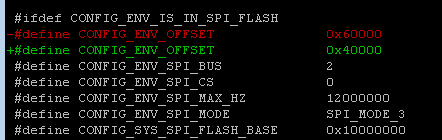 #ifdef CONFIG_ENV_IS_IN_SPI_FLASH
-#define CONFIG_ENV_OFFSET 0x60000
+#define CONFIG_ENV_OFFSET 0x40000
#define CONFIG_ENV_SPI_BUS 2
#define CONFIG_ENV_SPI_CS 0
#define CONFIG_ENV_SPI_MAX_HZ 12000000
#define CONFIG_ENV_SPI_MODE SPI_MODE_3
#define CONFIG_SYS_SPI_FLASH_BASE 0x10000000